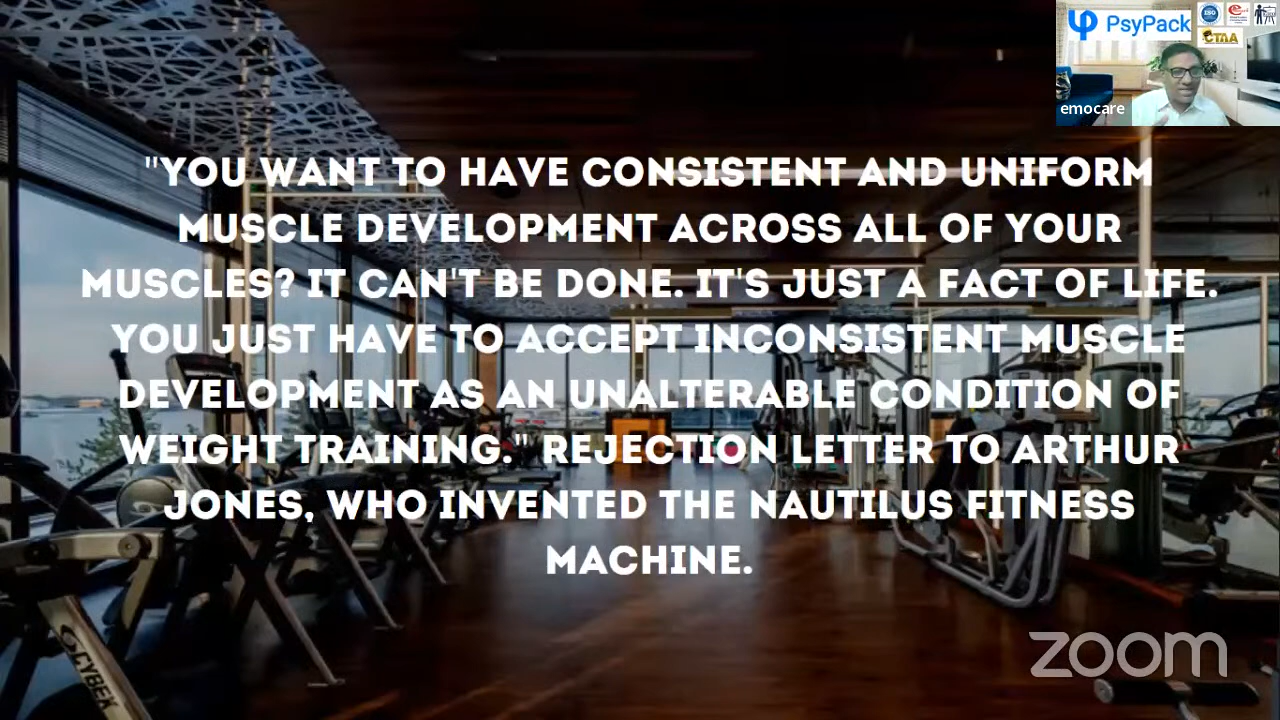 PsyPack
ISO
CTAA
emocare
"YOU WANT TO HAVE CONSISTENT AND UNIFORM
MUSCLE DEVELOPMENT ACROSS ALL OF YOUR
MUSCLES? IT CAN'T BE DONE. IT'S JUST A FACT OF LIFE.
YOU JUST HAVE TO ACCEPT INCONSISTENT MUSCLE
DEVELOPMENT AS AN UNALTERABLE CONDITION OF
WEIGHT TRAINING." REJECTION LETTER TO ARTHUR
JONES, WHO INVENTED THE NAUTILUS FITNESS
MACHINE.
CYBEX
zoom